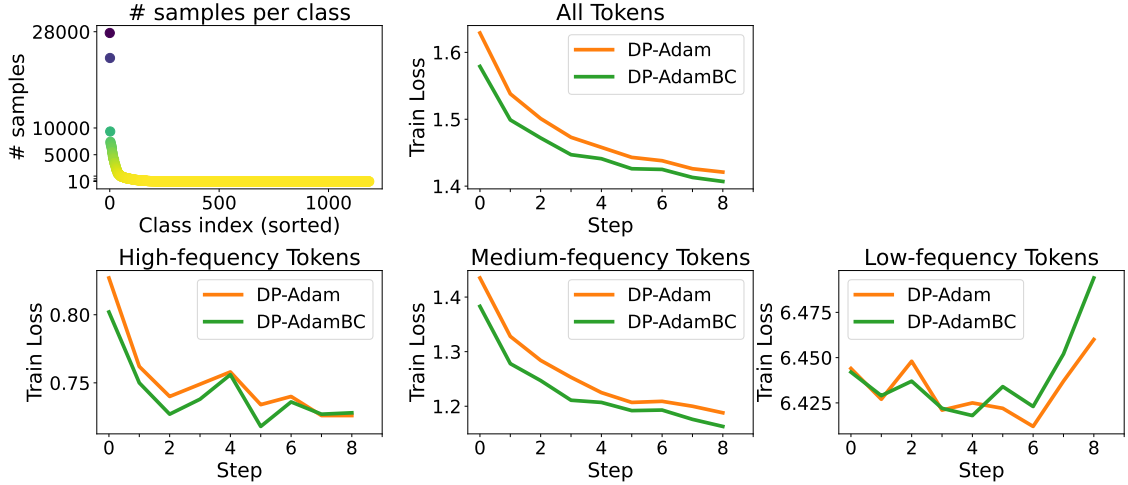 # samples per class
# samples
28000
10000
5000
10
0
500
1000
Class index (sorted)
All Tokens
Train Loss
1.6
1.5
1.4
DP-Adam
DP-AdamBC
0 2 4 6 8
Step
High-fequency Tokens
Train Loss
0.80
0.75
DP-Adam
DP-AdamBC
0 2 4 6 8
Step
Medium-fequency Tokens
Train Loss
1.4
1.3
1.2
DP-Adam
DP-AdamBC
0 2 4 6 8
Step
Low-fequency Tokens
Train Loss
6.475
6.450
6.425
DP-Adam
DP-AdamBC
0 2 4 6 8
Step